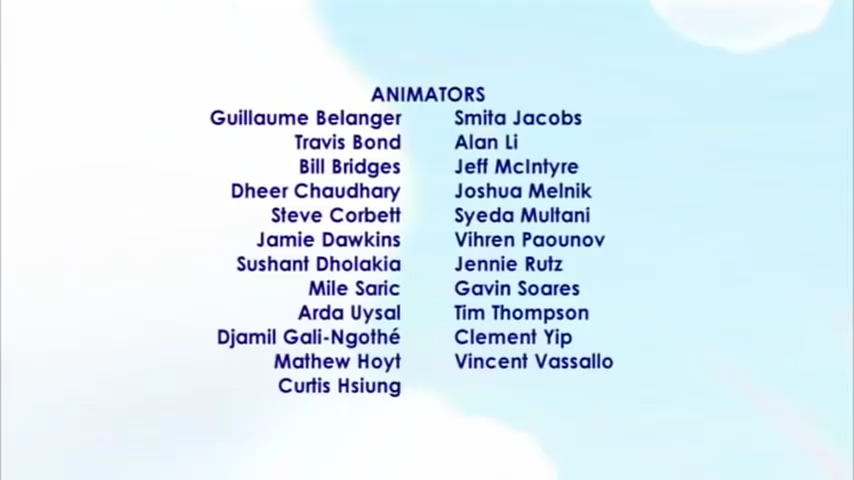 ANIMATORS
Guillaume Belanger
Travis Bond
Bill Bridges
Dheer Chaudhary
Steve Corbett
Jamie Dawkins
Sushant Dholakia
Mile Saric
Arda Uysal
Djamil Gali-Ngothé
Mathew Hoyt
Curtis Hsiung
Smita Jacobs
Alan Li
Jeff McIntyre
Joshua Melnik
Syeda Multani
Vihren Paounov
Jennie Rutz
Gavin Soares
Tim Thompson
Clement Yip
Vincent Vassallo